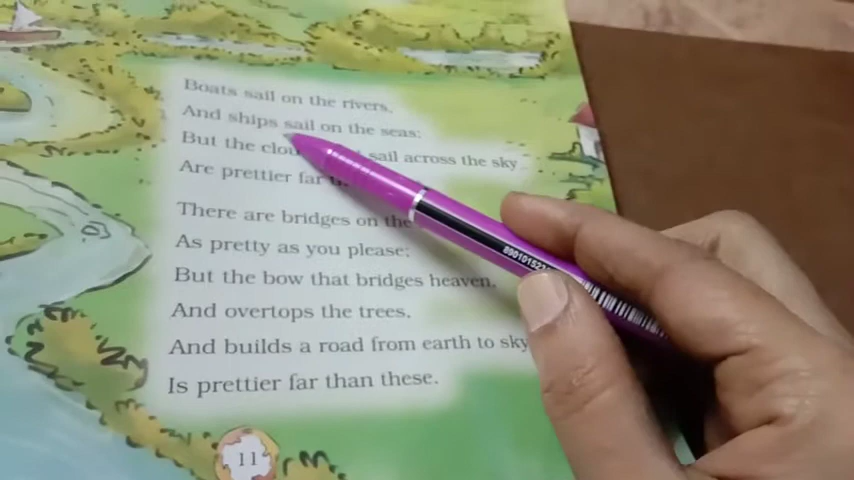 Boats sail on the rivers,
And ships sail on the seas;
But the clou sail across the sky
Are prettier far
There are bridges on the
As pretty as you please;
But the bow that bridges heaven,
And overtops the trees,
And builds a road from earth to sky
Is prettier far than these.
11